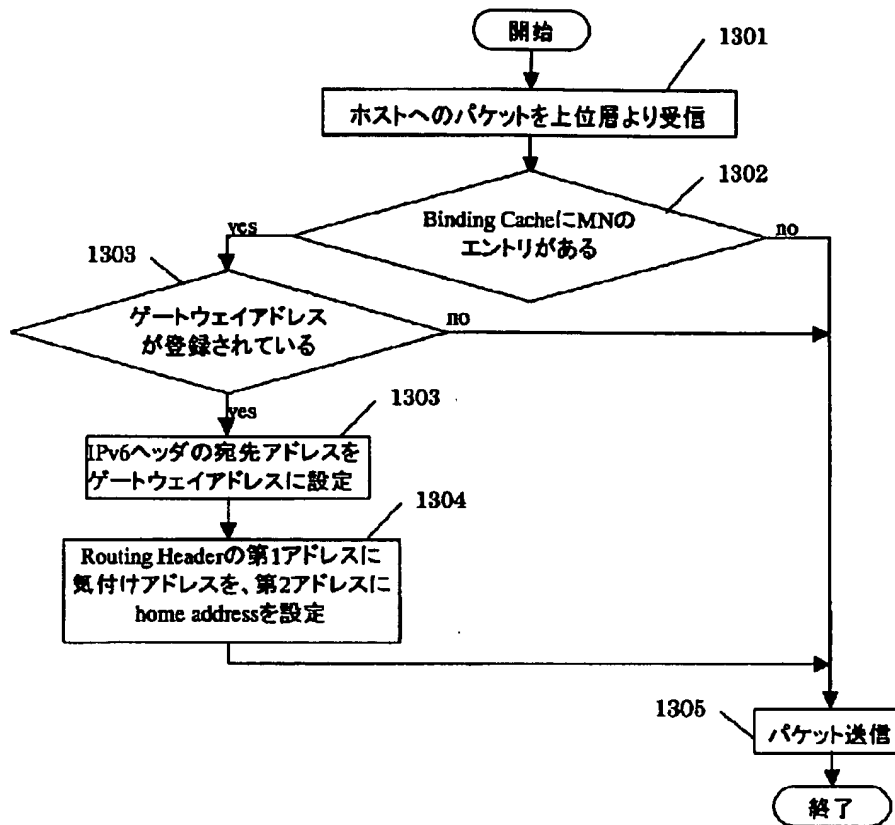 開始
1301
ホストへのパケットを上位層より受信
1302
Binding CacheにMNの
エントリがある
yes
no
1303
ゲートウェイアドレス
が登録されている
no
yes
1303
IPv6ヘッダの宛先アドレスを
ゲートウェイアドレスに設定
1304
Routing Headerの第1アドレスに
気付けアドレスを、第2アドレスに
home addressを設定
1305
パケット送信
終了